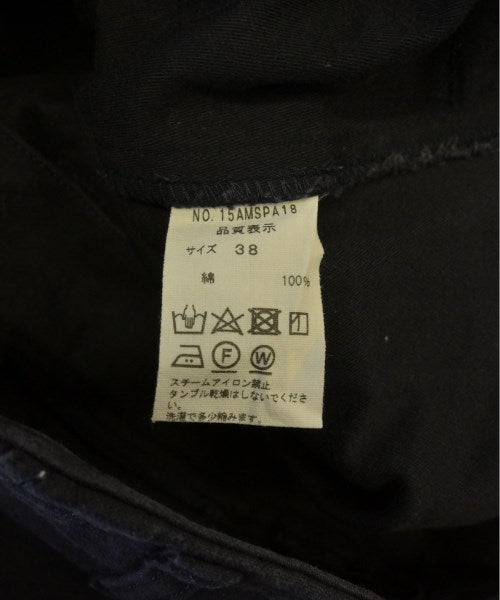 NO. 15AMSPA18
品質表示
サイズ 38
綿 100%
F W
スチームアイロン禁止
タンブル乾燥はしないでくださ
い。
洗濯で多少縮みます。